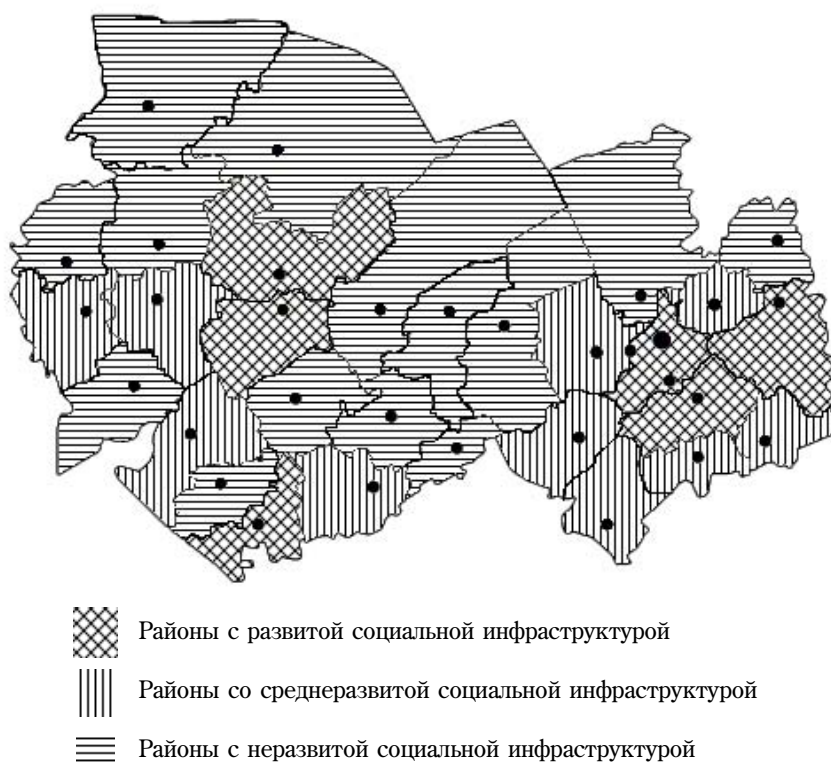 Районы с развитой социальной инфраструктурой
Районы со среднеразвитой социальной инфраструктурой
Районы с неразвитой социальной инфраструктурой